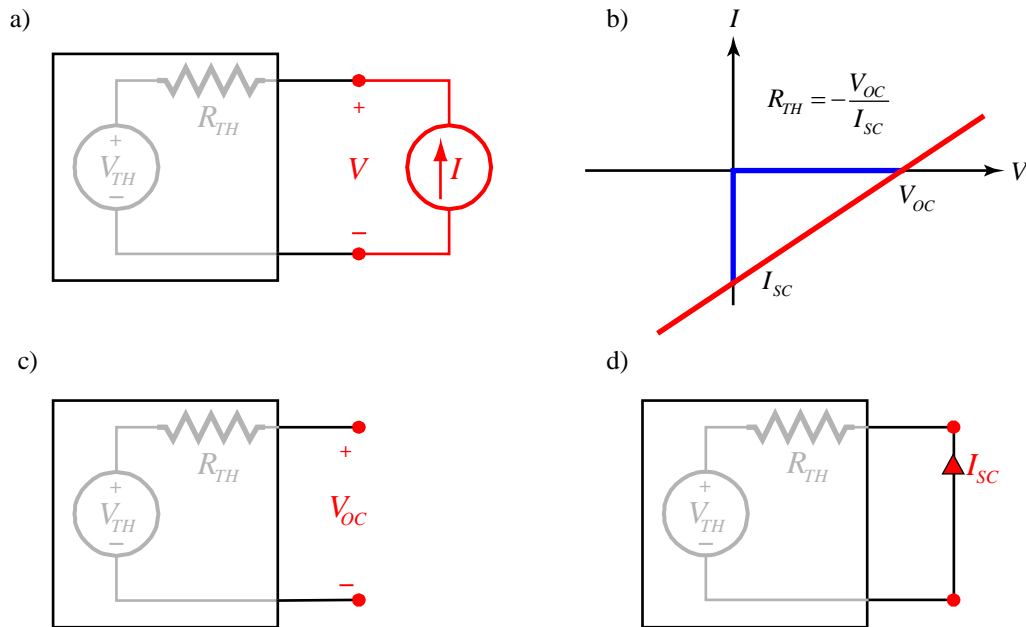 a)
R_TH
+
V_TH
−
+
V
−
I
b)
I
R_TH = −V_OC/I_SC
V
V_OC
I_SC
c)
R_TH
+
V_TH
−
+
V_OC
−
d)
R_TH
+
V_TH
−
I_SC